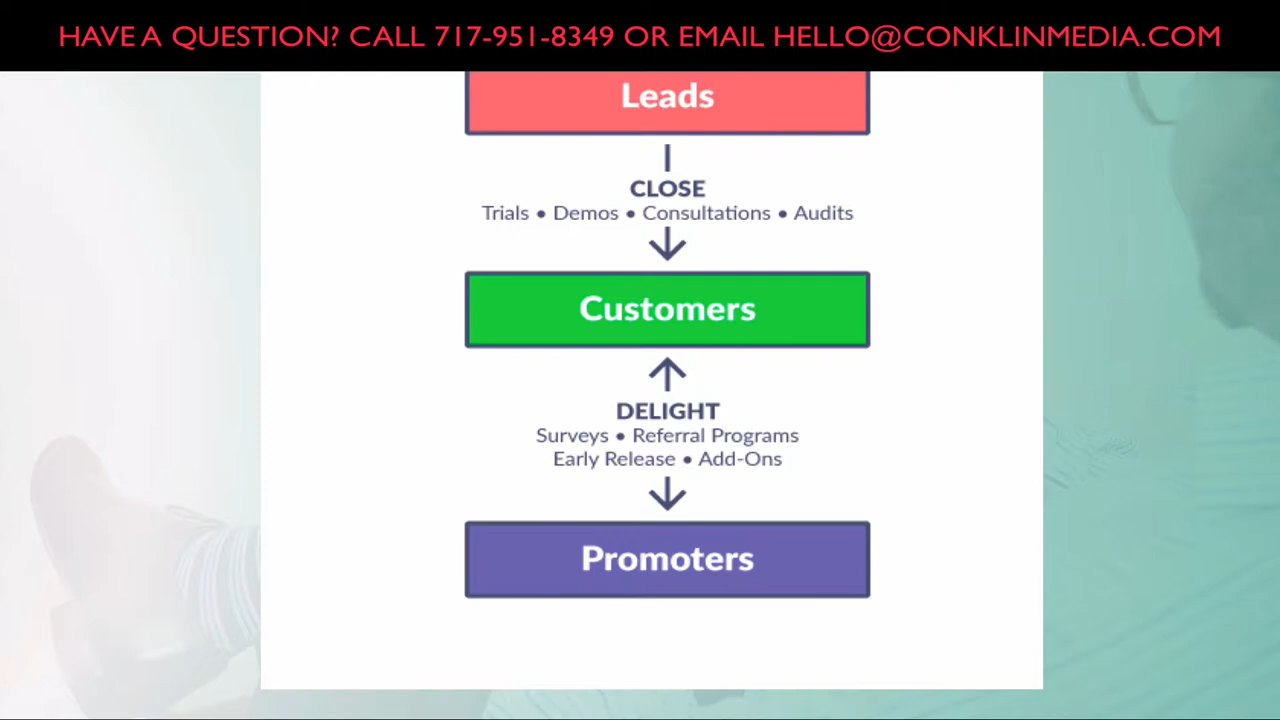 HAVE A QUESTION? CALL 717-951-8349 OR EMAIL HELLO@CONKLINMEDIA.COM
Leads
CLOSE
Trials • Demos • Consultations • Audits
Customers
DELIGHT
Surveys • Referral Programs
Early Release • Add-Ons
Promoters